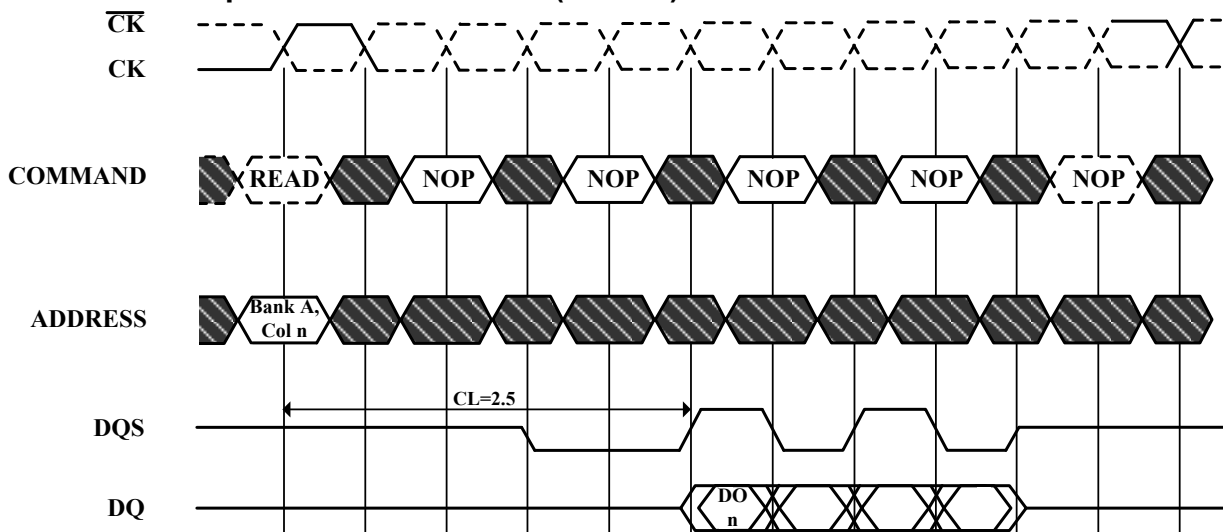 CK
CK
COMMAND READ NOP NOP NOP NOP NOP
ADDRESS Bank A,
Col n
CL=2.5
DQS
DQ DO
n